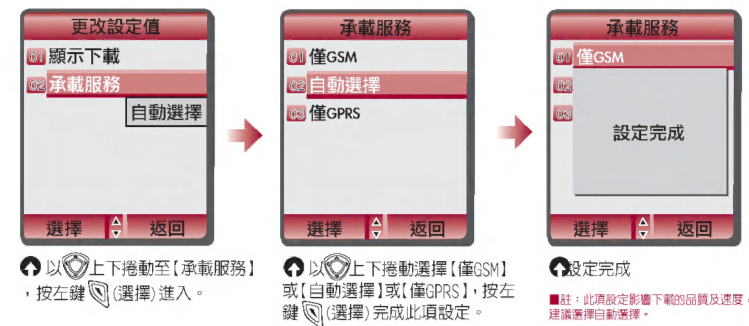 更改設定值
01 顯示下載
02 承載服務
自動選擇
選擇 返回
以上下捲動至【承載服務】
,按左鍵(選擇)進入。
承載服務
01 僅GSM
02 自動選擇
03 僅GPRS
選擇 返回
以上下捲動選擇【僅GSM】
或【自動選擇】或【僅GPRS】,按左
鍵(選擇)完成此項設定。
承載服務
01 僅GSM
02
03
設定完成
選擇 返回
設定完成
■註:此項設定影響下載的品質及速度,
建議選擇自動選擇。